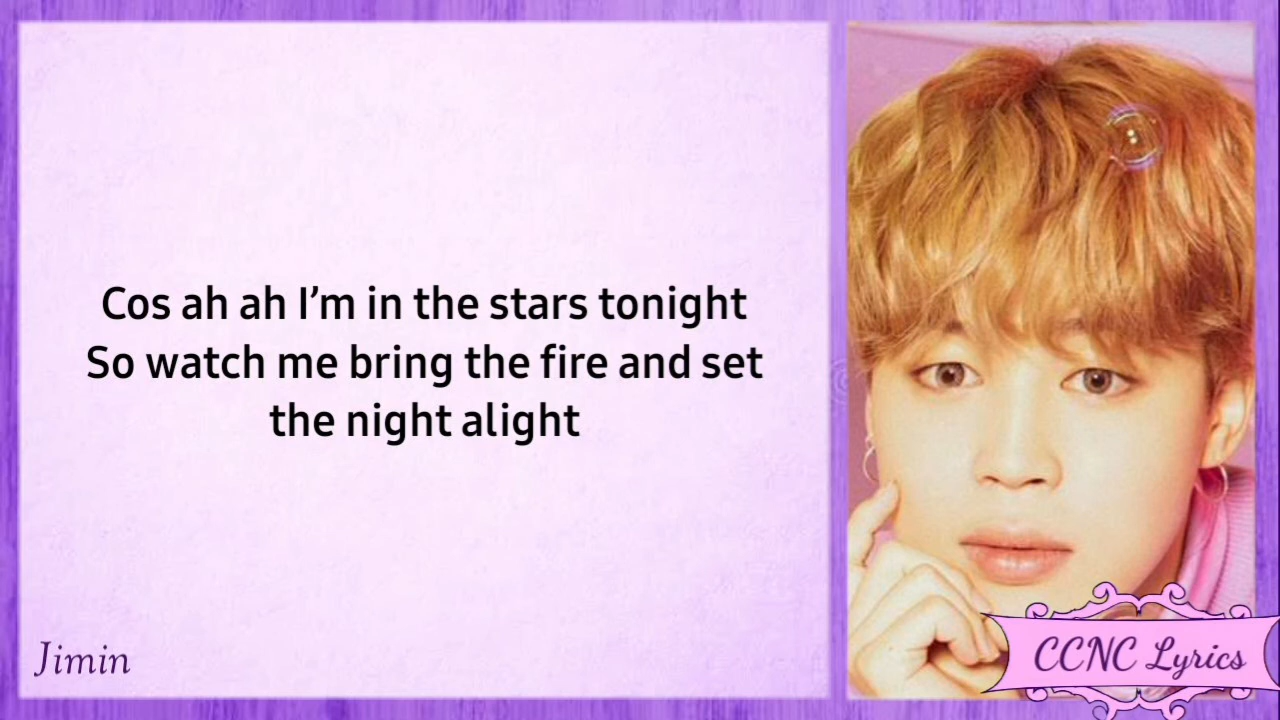 Cos ah ah I’m in the stars tonight
So watch me bring the fire and set
the night alight
Jimin
CCNC Lyrics